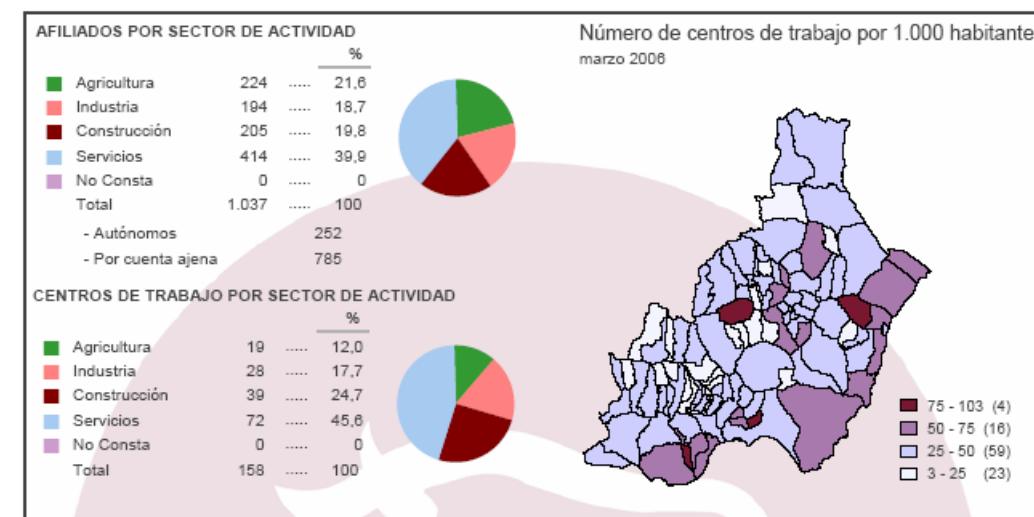 AFILIADOS POR SECTOR DE ACTIVIDAD
%
Agricultura 224 ..... 21,6
Industria 194 ..... 18,7
Construcción 205 ..... 19,8
Servicios 414 ..... 39,9
No Consta 0 ..... 0
Total 1.037 ..... 100
- Autónomos 252
- Por cuenta ajena 785
CENTROS DE TRABAJO POR SECTOR DE ACTIVIDAD
%
Agricultura 19 ..... 12,0
Industria 28 ..... 17,7
Construcción 39 ..... 24,7
Servicios 72 ..... 45,6
No Consta 0 ..... 0
Total 158 ..... 100
Número de centros de trabajo por 1.000 habitante
marzo 2006
75 - 103 (4)
50 - 75 (16)
25 - 50 (59)
3 - 25 (23)